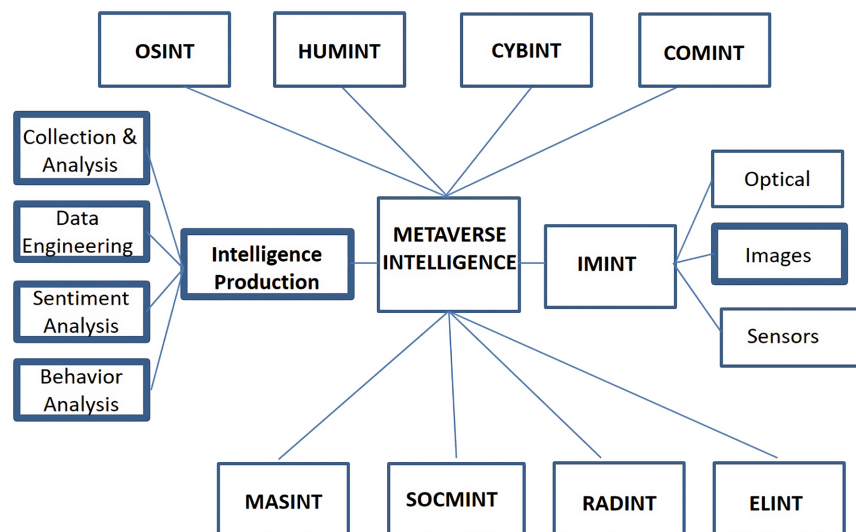 OSINT
HUMINT
CYBINT
COMINT
Collection &
Analysis
Data
Engineering
Sentiment
Analysis
Behavior
Analysis
Intelligence
Production
METAVERSE
INTELLIGENCE
IMINT
Optical
Images
Sensors
MASINT
SOCMINT
RADINT
ELINT